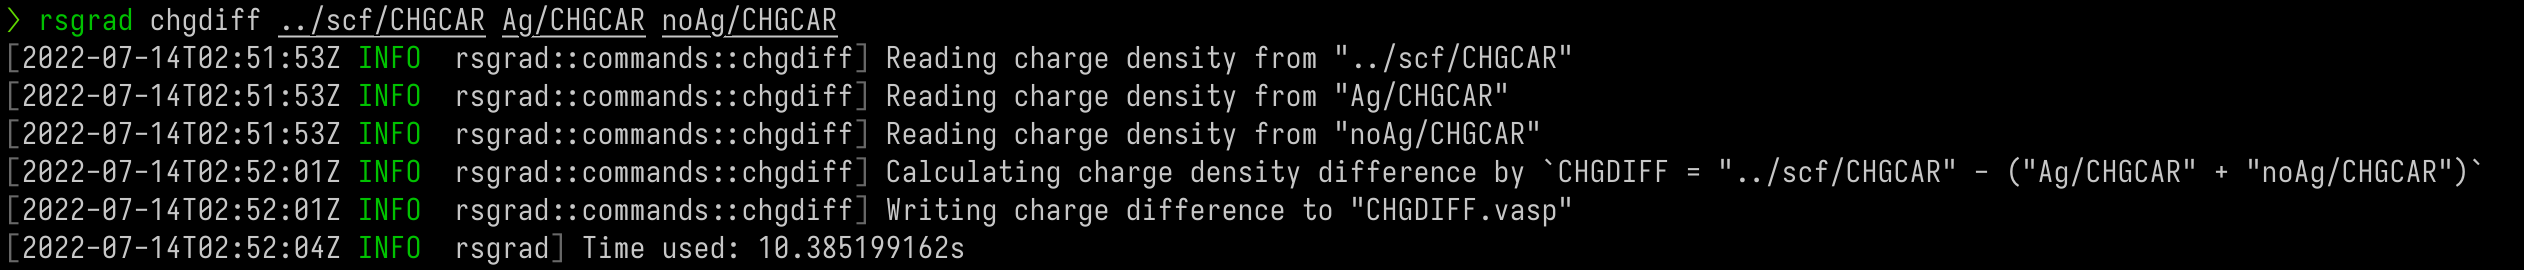 ❯ rsgrad chgdiff ../scf/CHGCAR Ag/CHGCAR noAg/CHGCAR
[2022-07-14T02:51:53Z INFO  rsgrad::commands::chgdiff] Reading charge density from "../scf/CHGCAR"
[2022-07-14T02:51:53Z INFO  rsgrad::commands::chgdiff] Reading charge density from "Ag/CHGCAR"
[2022-07-14T02:51:53Z INFO  rsgrad::commands::chgdiff] Reading charge density from "noAg/CHGCAR"
[2022-07-14T02:52:01Z INFO  rsgrad::commands::chgdiff] Calculating charge density difference by `CHGDIFF = "../scf/CHGCAR" - ("Ag/CHGCAR" + "noAg/CHGCAR")`
[2022-07-14T02:52:01Z INFO  rsgrad::commands::chgdiff] Writing charge difference to "CHGDIFF.vasp"
[2022-07-14T02:52:04Z INFO  rsgrad] Time used: 10.385199162s